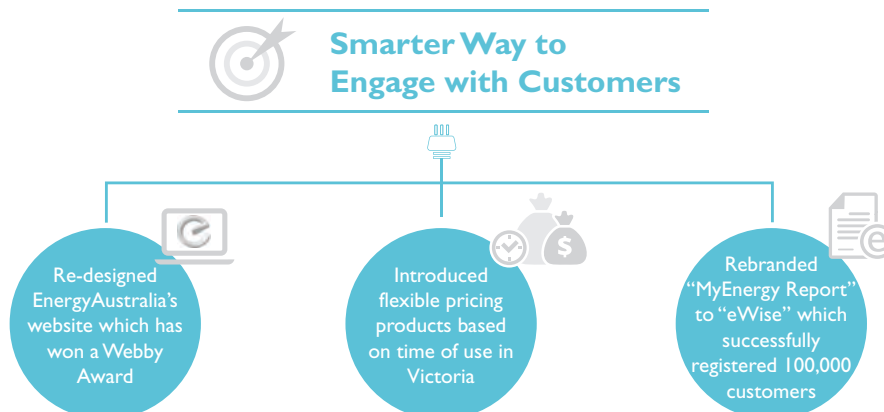 Smarter Way to
Engage with Customers
$
Re-designed
EnergyAustralia’s
website which has
won a Webby
Award
Introduced
flexible pricing
products based
on time of use in
Victoria
e
Rebranded
“MyEnergy Report”
to “eWise” which
successfully
registered 100,000
customers